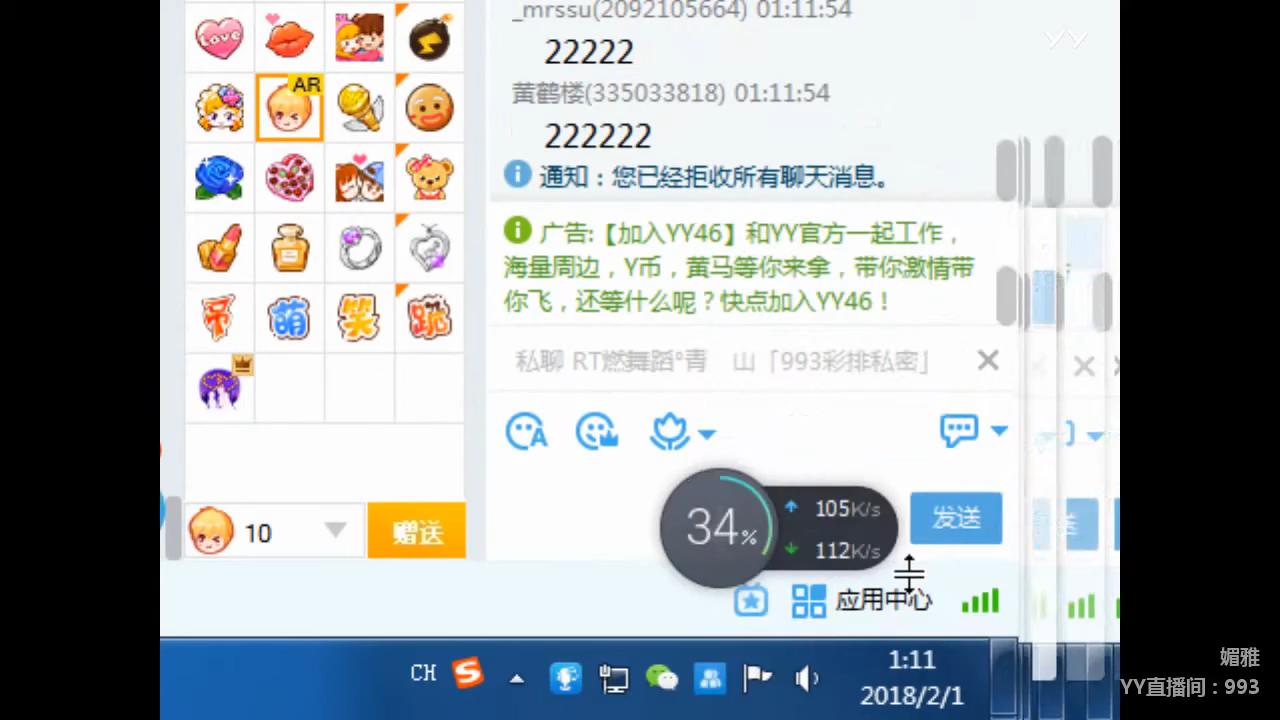 _mrssu(2092105664) 01:11:54
22222
黄鹤楼(335033818) 01:11:54
222222
通知：您已经拒收所有聊天消息。
广告:【加入YY46】和YY官方一起工作，
海量周边，Y币，黄马等你来拿，带你激情带
你飞，还等什么呢？快点加入YY46！
私聊 RT燃舞蹈°青 山「993彩排私密」
Love
AR
吊
萌
笑
跪
10
赠送
34%
105K/s
112K/s
发送
应用中心
CH
1:11
2018/2/1
YY
媚雅
YY直播间：993